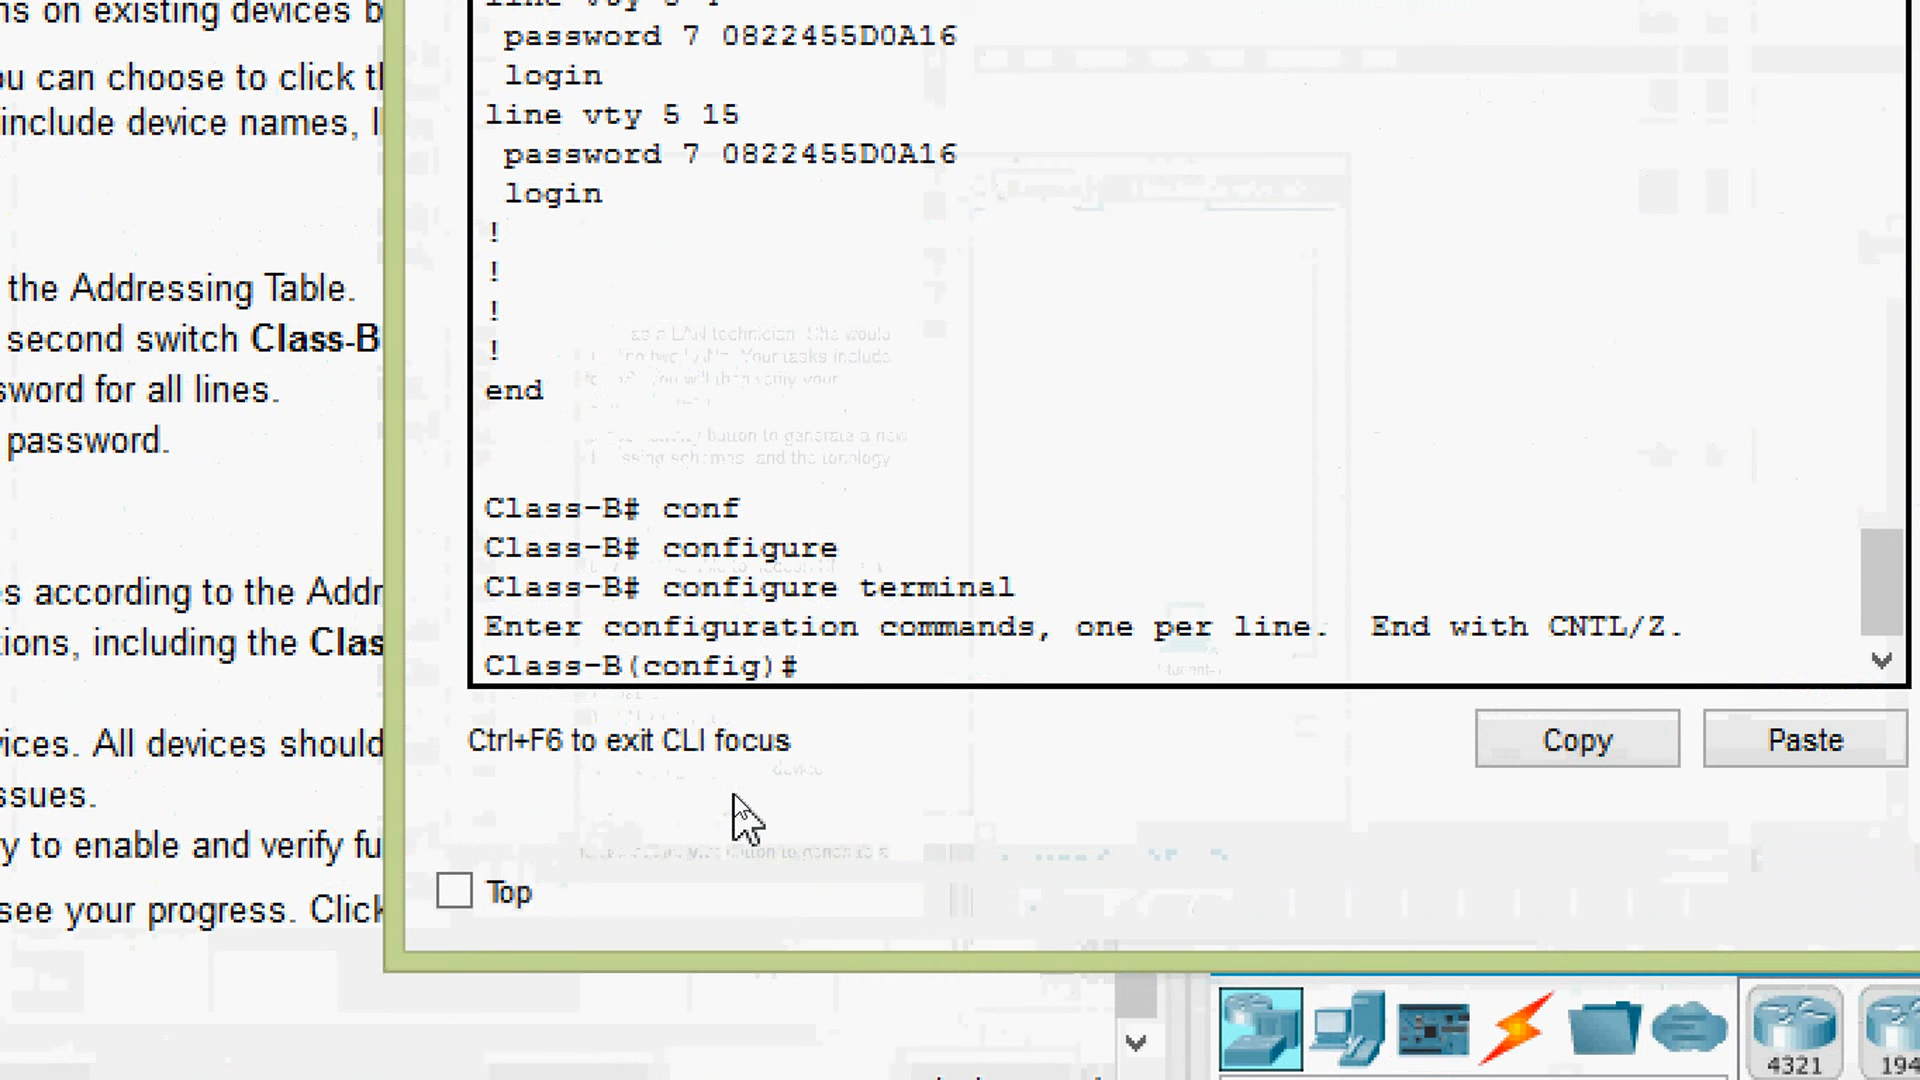 ns on existing devices b
ou can choose to click th
include device names, l
the Addressing Table.
second switch Class-B
sword for all lines.
password.
s according to the Addr
tions, including the Clas
vices. All devices should
ssues.
y to enable and verify fu
see your progress. Click
password 7 0822455D0A16
login
line vty 5 15
password 7 0822455D0A16
login
!
!
!
!
end
Class-B# conf
Class-B# configure
Class-B# configure terminal
Enter configuration commands, one per line.  End with CNTL/Z.
Class-B(config)#
Ctrl+F6 to exit CLI focus
Copy
Paste
Top
4321
194